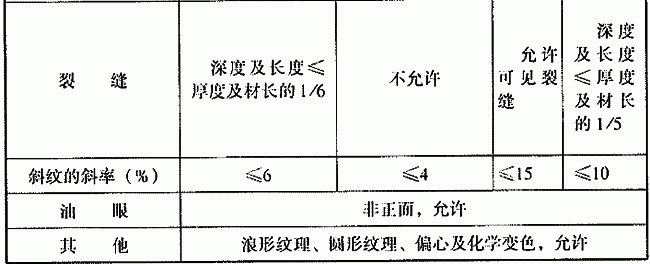 裂缝 深度及长度≤厚度及材长的1/6 不允许 允许可见裂缝 深度及长度≤厚度及材长的1/5
斜纹的斜率(%) ≤6 ≤4 ≤15 ≤10
油眼 非正面,允许
其他 浪形纹理、圆形纹理、偏心及化学变色,允许